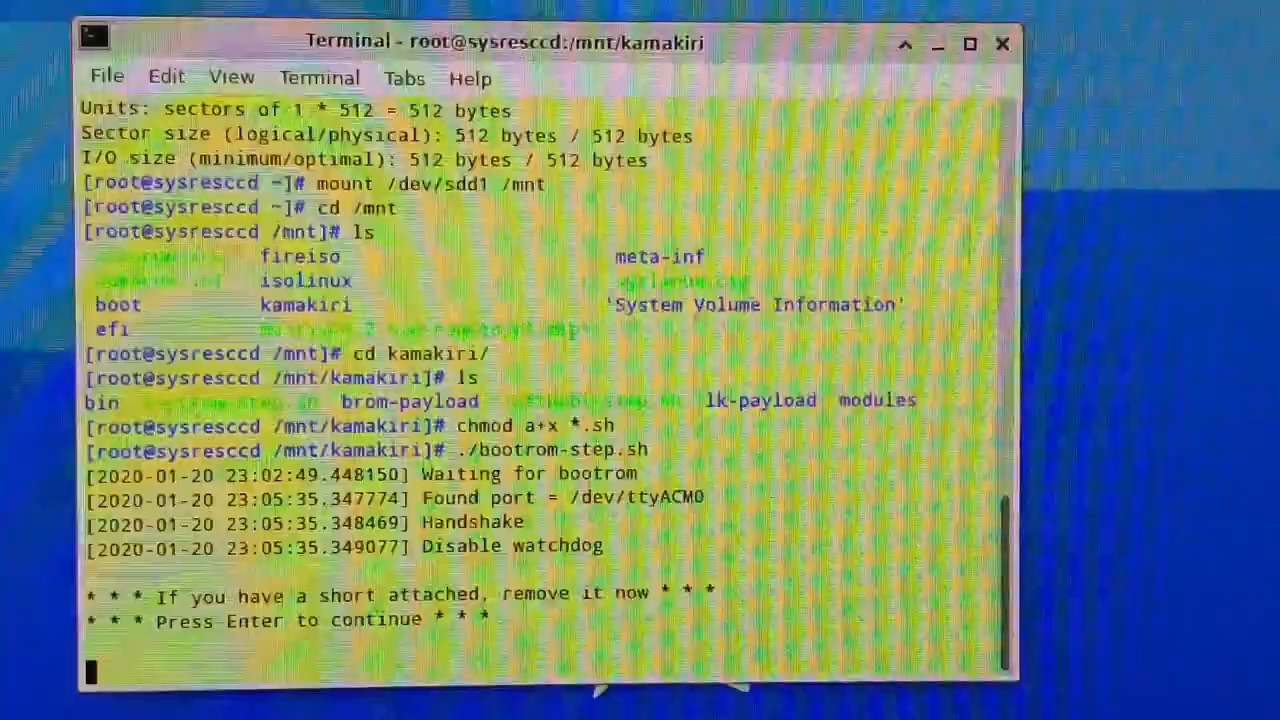 Terminal - root@sysresccd:/mnt/kamakiri
File Edit View Terminal Tabs Help
Units: sectors of 1 * 512 = 512 bytes
Sector size (logical/physical): 512 bytes / 512 bytes
I/O size (minimum/optimal): 512 bytes / 512 bytes
[root@sysresccd ~]# mount /dev/sdd1 /mnt
[root@sysresccd ~]# cd /mnt
[root@sysresccd /mnt]# ls
fireiso meta-inf
isolinux
boot kamakiri 'System Volume Information'
efi
[root@sysresccd /mnt]# cd kamakiri/
[root@sysresccd /mnt/kamakiri]# ls
bin brom-payload lk-payload modules
[root@sysresccd /mnt/kamakiri]# chmod a+x *.sh
[root@sysresccd /mnt/kamakiri]# ./bootrom-step.sh
[2020-01-20 23:02:49.448150] Waiting for bootrom
[2020-01-20 23:05:35.347774] Found port = /dev/ttyACM0
[2020-01-20 23:05:35.348469] Handshake
[2020-01-20 23:05:35.349077] Disable watchdog
* * * If you have a short attached, remove it now * * *
* * * Press Enter to continue * * *